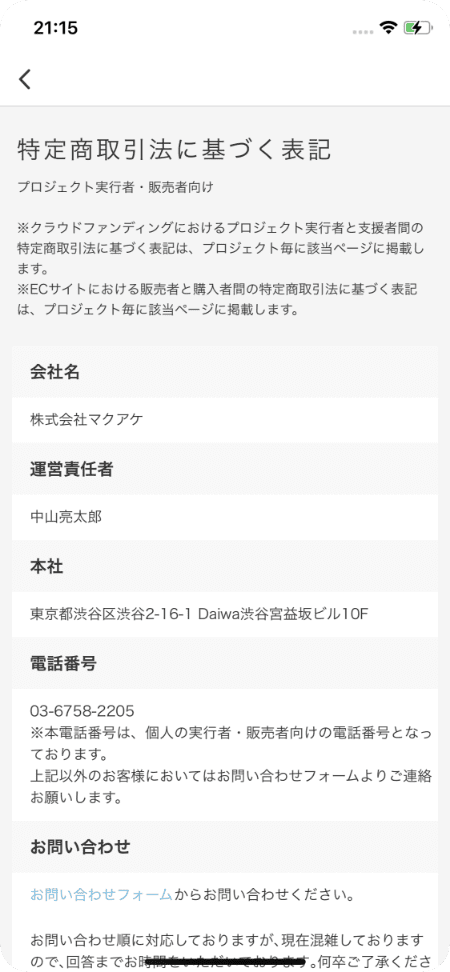 21:15
特定商取引法に基づく表記
プロジェクト実行者・販売者向け
※クラウドファンディングにおけるプロジェクト実行者と支援者間の
特定商取引法に基づく表記は、プロジェクト毎に該当ページに掲載し
ます。
※ECサイトにおける販売者と購入者間の特定商取引法に基づく表記
は、プロジェクト毎に該当ページに掲載します。
会社名
株式会社マクアケ
運営責任者
中山亮太郎
本社
東京都渋谷区渋谷2-16-1 Daiwa渋谷宮益坂ビル10F
電話番号
03-6758-2205
※本電話番号は、個人の実行者・販売者向けの電話番号となっ
ております。
上記以外のお客様においてはお問い合わせフォームよりご連絡
お願いします。
お問い合わせ
お問い合わせフォームからお問い合わせください。
お問い合わせ順に対応しておりますが、現在混雑しております
ので、回答までお時間をいただいております。何卒ご了承くださ